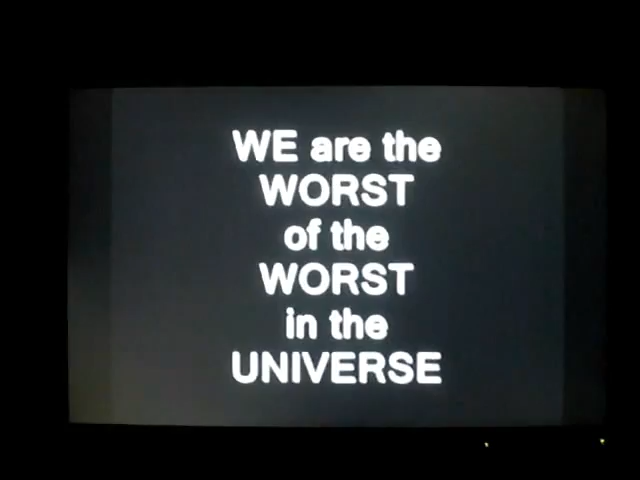 WE are the
WORST
of the
WORST
in the
UNIVERSE